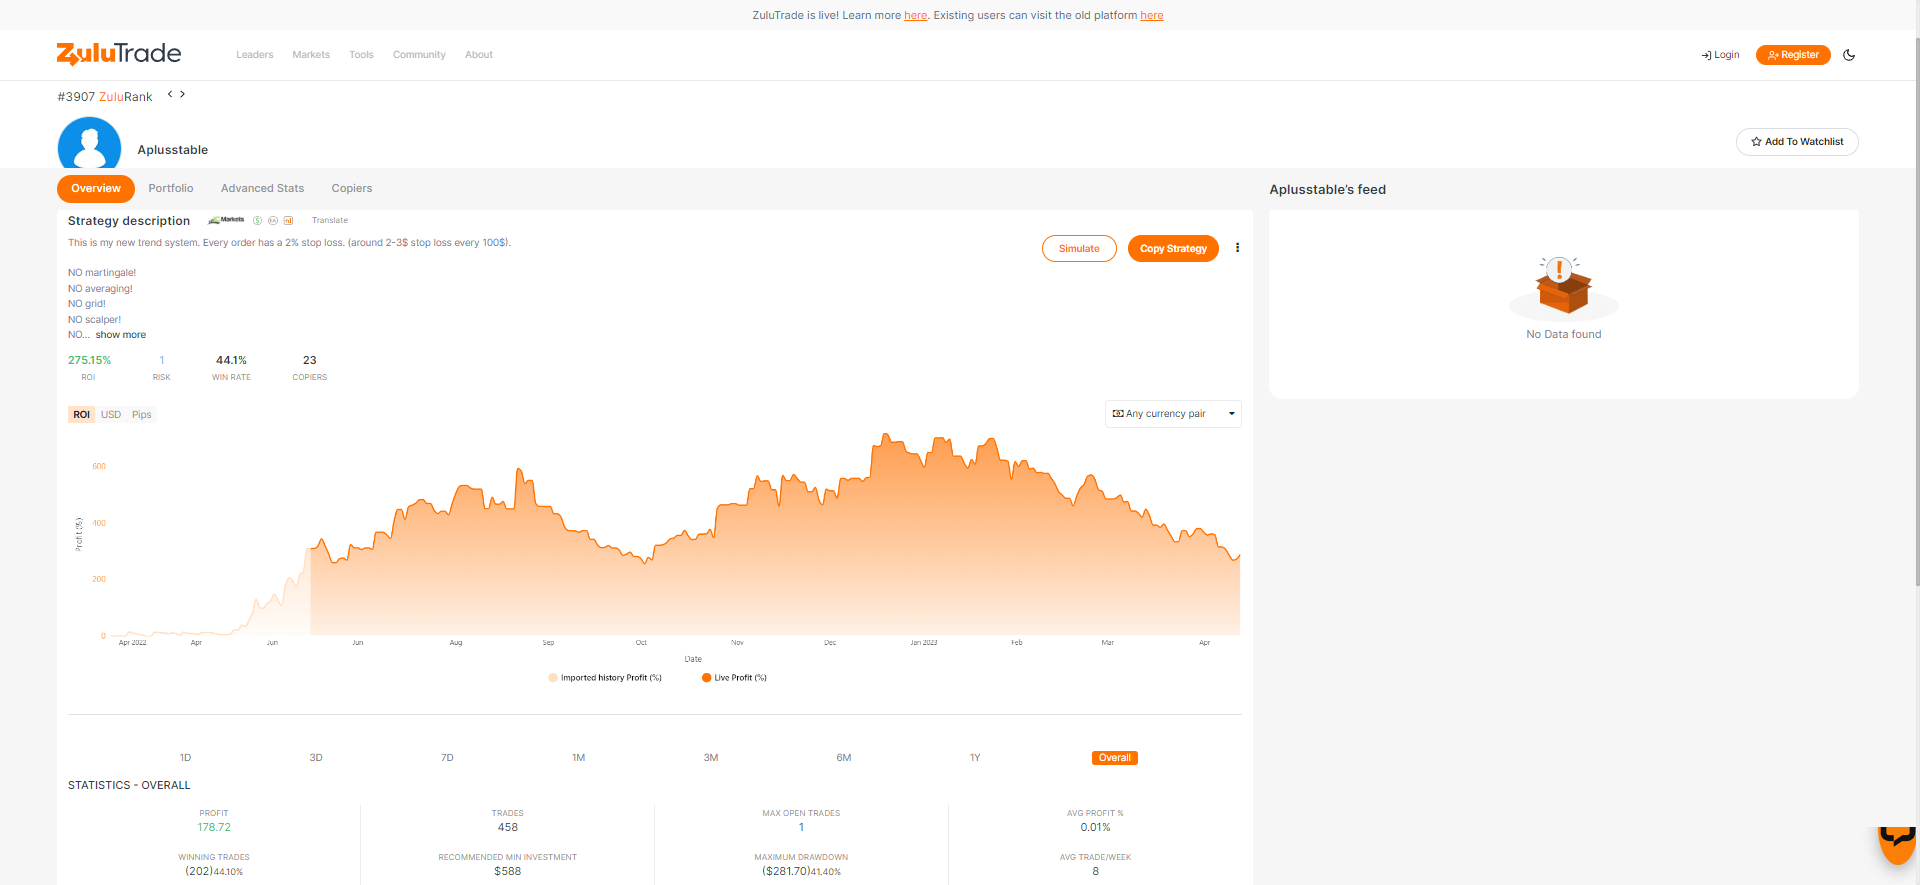 ZuluTrade is live! Learn more here. Existing users can visit the old platform here
ZuluTrade
Leaders Markets Tools Community About
Login Register
#3907 ZuluRank < >
Aplusstable
Add To Watchlist
Overview Portfolio Advanced Stats Copiers
Aplusstable's feed
Strategy description Markets Translate
This is my new trend system. Every order has a 2% stop loss. (around 2-3$ stop loss every 100$).
Simulate Copy Strategy
NO martingale!
NO averaging!
NO grid!
NO scalper!
NO... show more
No Data found
275.15% 1 44.1% 23
ROI RISK WIN RATE COPIERS
ROI USD Pips
Any currency pair
Profit (%)
600
400
200
0
Apr 2022 Apr Jun Jun Aug Sep Oct Nov Dec Jan 2023 Feb Mar Apr
Date
Imported history Profit (%) Live Profit (%)
1D 3D 7D 1M 3M 6M 1Y Overall
STATISTICS - OVERALL
PROFIT TRADES MAX OPEN TRADES AVG PROFIT %
178.72 458 1 0.01%
WINNING TRADES RECOMMENDED MIN INVESTMENT MAXIMUM DRAWDOWN AVG TRADE/WEEK
(202)44.10% $588 ($281.70)41.40% 8